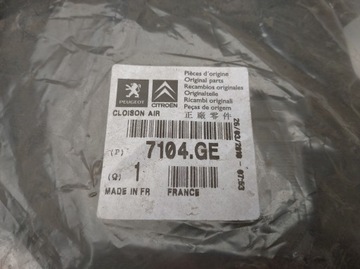 PEUGEOT
CITROËN
Pièces d'origine
Original parts
Recambios originales
Originalteile
Ricambi originali
Peças de origem
正廠零件
CLOISON AIR
(P) 7104.GE
(Q) 1
MADE IN FR
FRANCE